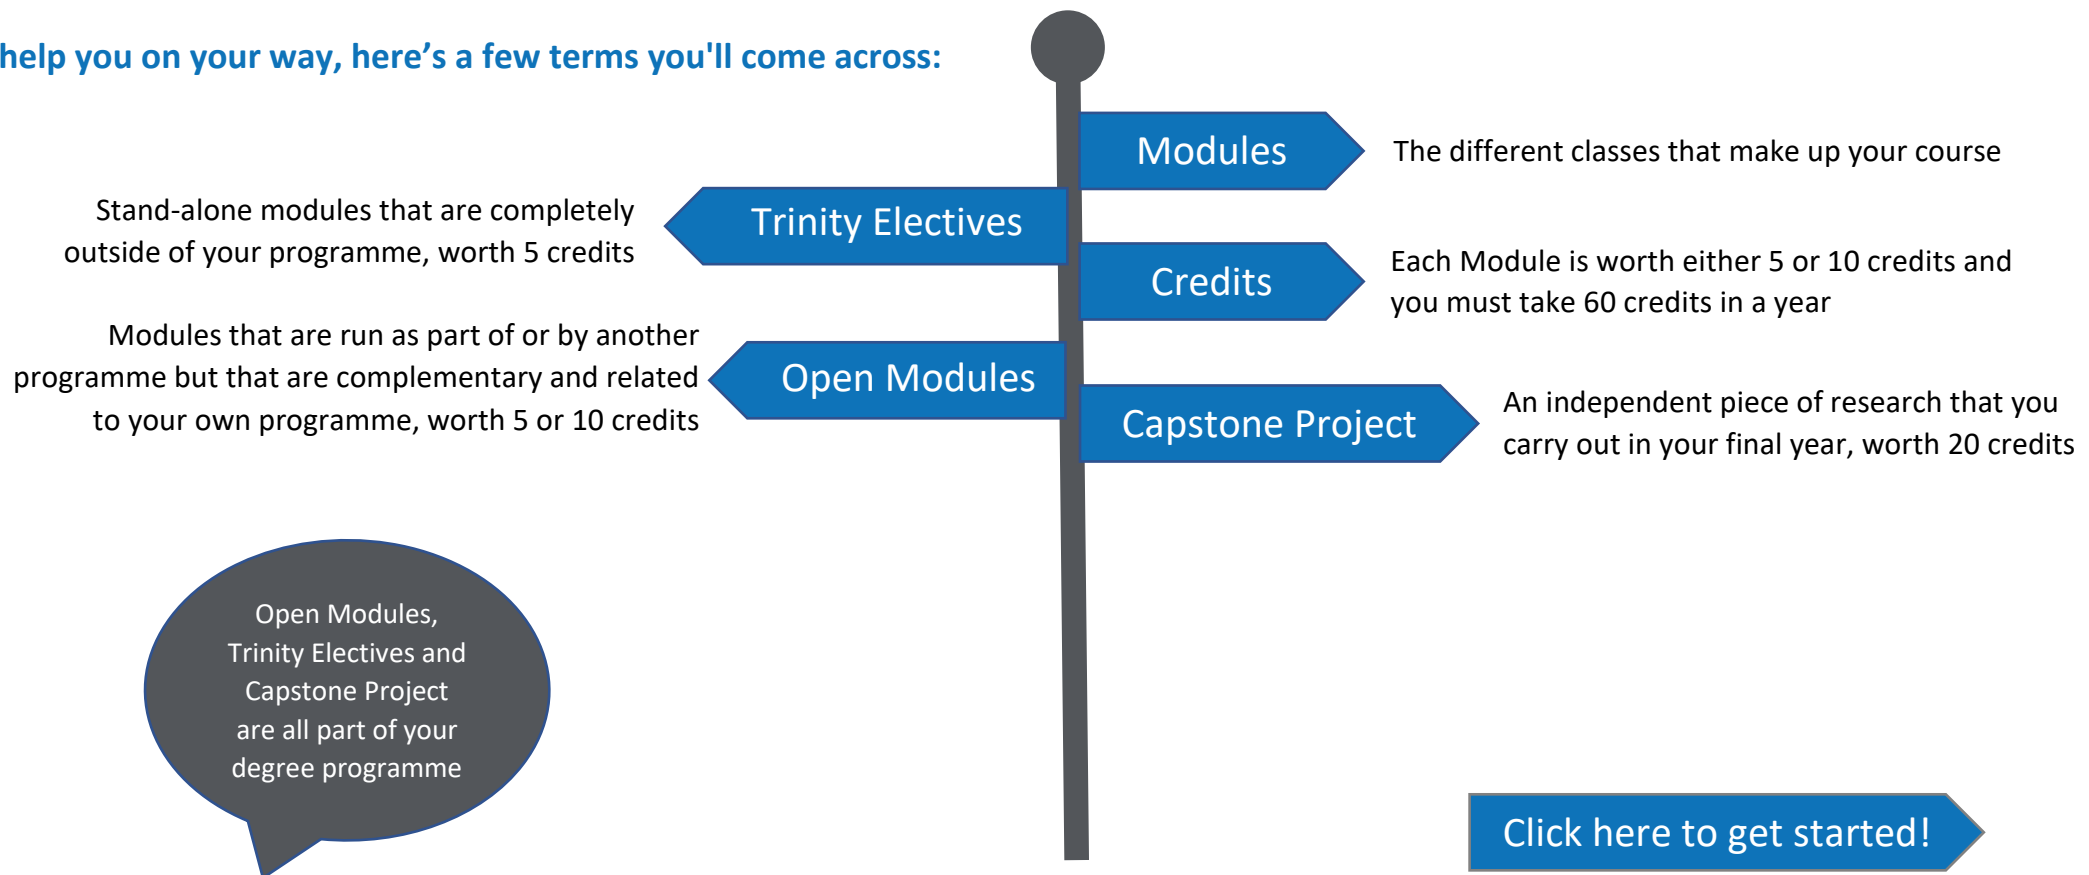 help you on your way, here’s a few terms you'll come across:
Modules
The different classes that make up your course
Stand-alone modules that are completely
outside of your programme, worth 5 credits
Trinity Electives
Credits
Each Module is worth either 5 or 10 credits and
you must take 60 credits in a year
Modules that are run as part of or by another
programme but that are complementary and related
to your own programme, worth 5 or 10 credits
Open Modules
Capstone Project
An independent piece of research that you
carry out in your final year, worth 20 credits
Open Modules,
Trinity Electives and
Capstone Project
are all part of your
degree programme
Click here to get started!